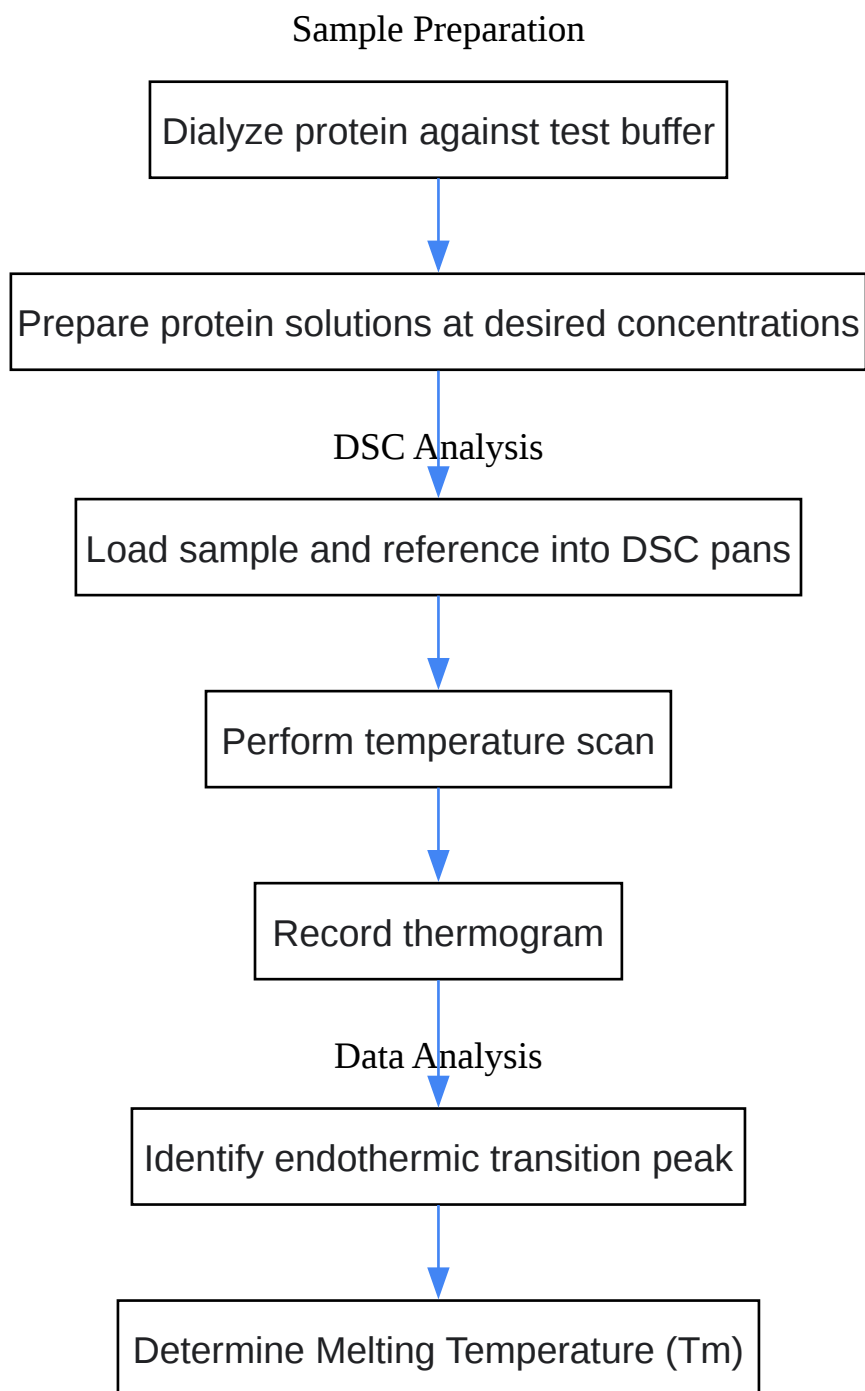 Sample Preparation
Dialyze protein against test buffer
Prepare protein solutions at desired concentrations
DSC Analysis
Load sample and reference into DSC pans
Perform temperature scan
Record thermogram
Data Analysis
Identify endothermic transition peak
Determine Melting Temperature (Tm)